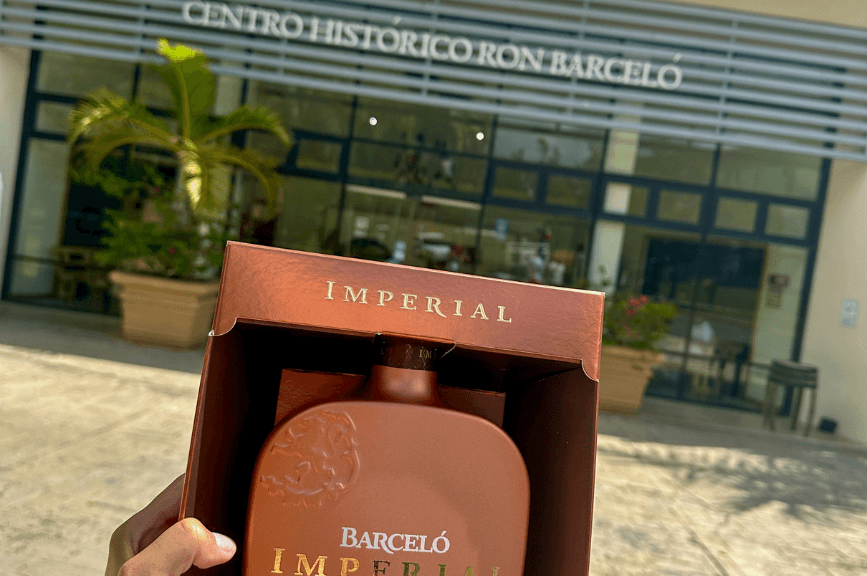 CENTRO HISTÓRICO RON BARCELÓ
IMPERIAL
BARCELÓ
IMPERIAL